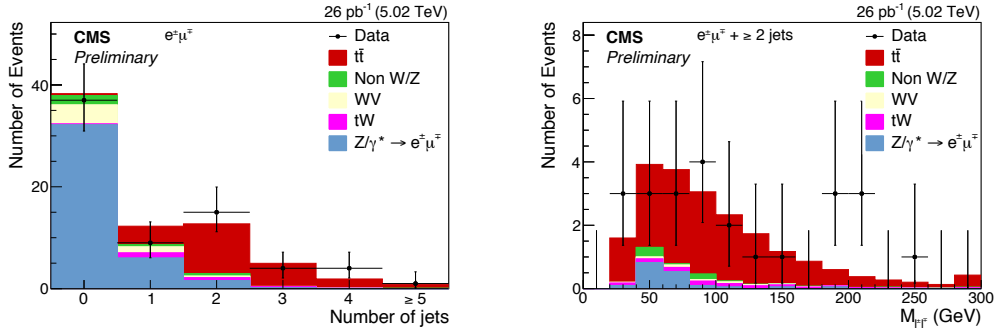 26 pb⁻¹ (5.02 TeV)
CMS
Preliminary
e±μ∓
Data
tt̄
Non W/Z
WV
tW
Z/γ* → e±μ∓
Number of Events
40
20
0
0 1 2 3 4 ≥ 5
Number of jets
26 pb⁻¹ (5.02 TeV)
CMS
Preliminary
e±μ∓ + ≥ 2 jets
Data
tt̄
Non W/Z
WV
tW
Z/γ* → e±μ∓
Number of Events
8
6
4
2
0
0 50 100 150 200 250 300
(GeV)